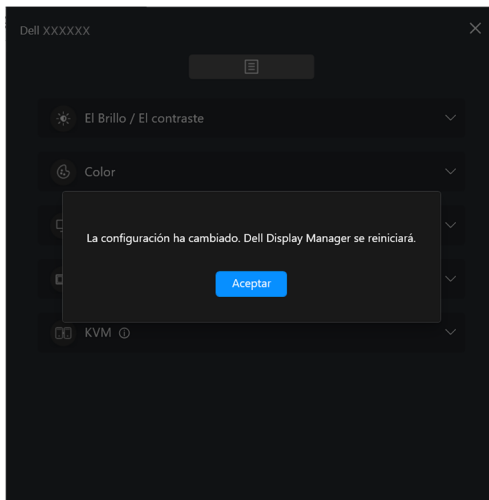 Dell XXXXXX
El Brillo / El contraste
Color
La configuración ha cambiado. Dell Display Manager se reiniciará.
Aceptar
KVM